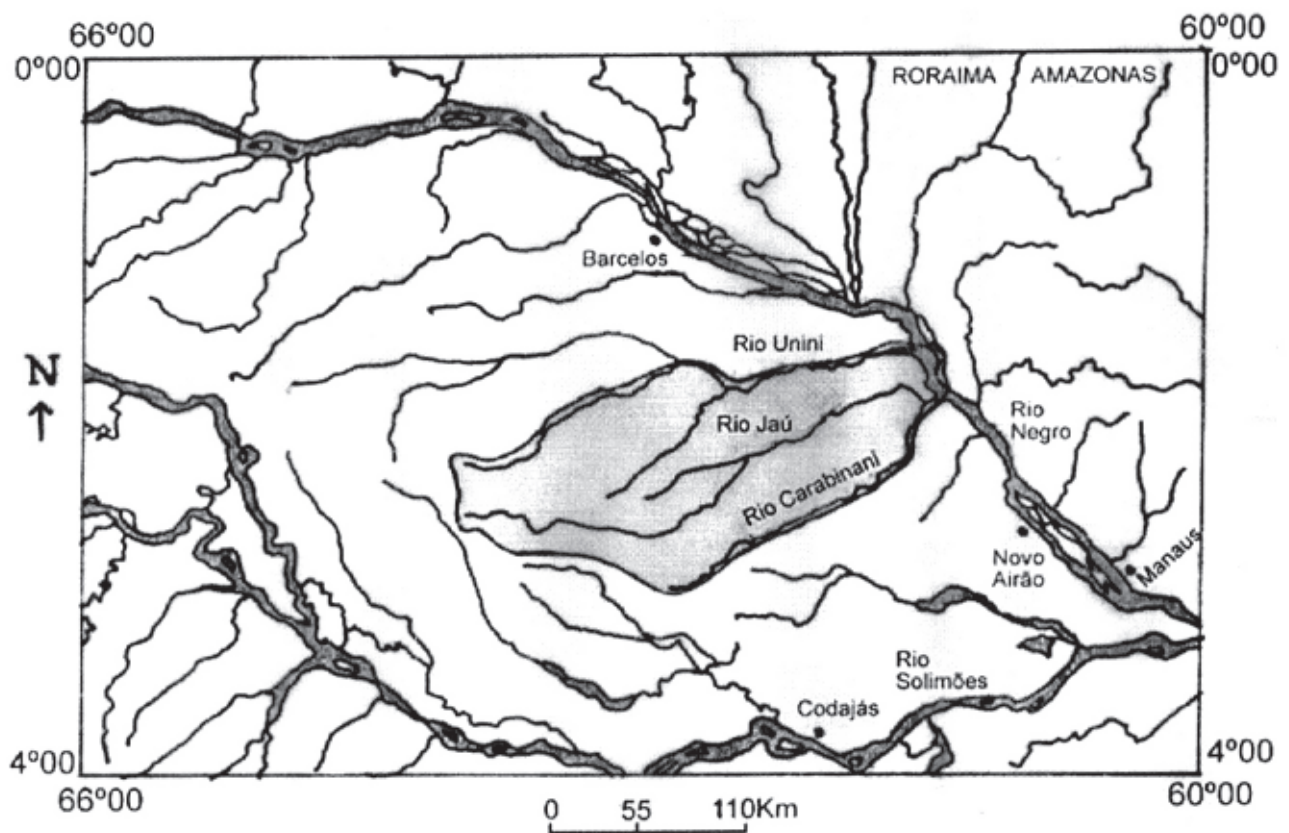 66º00
60º00
0º00
0º00
RORAIMA
AMAZONAS
Barcelos
Rio Unini
N
Rio Jaú
Rio
Negro
Rio Carabinani
Novo
Airão
Manaus
Rio
Solimões
Codajás
4º00
4º00
66º00
60º00
0 55 110Km